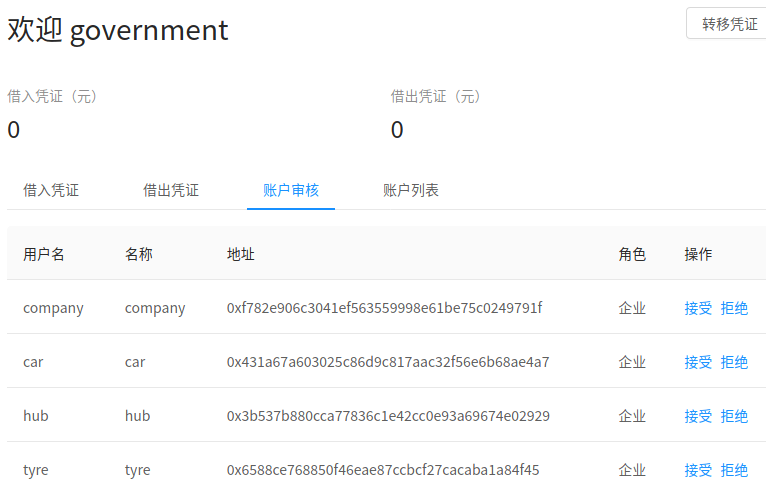 欢迎 government
转移凭证
借入凭证（元） 借出凭证（元）
0 0
借入凭证 借出凭证 账户审核 账户列表
用户名 名称 地址 角色 操作
company company 0xf782e906c3041ef563559998e61be75c0249791f 企业 接受 拒绝
car car 0x431a67a603025c86d9c817aac32f56e6b68ae4a7 企业 接受 拒绝
hub hub 0x3b537b880cca77836c1e42cc0e93a69674e02929 企业 接受 拒绝
tyre tyre 0x6588ce768850f46eae87ccbcf27cacaba1a84f45 企业 接受 拒绝